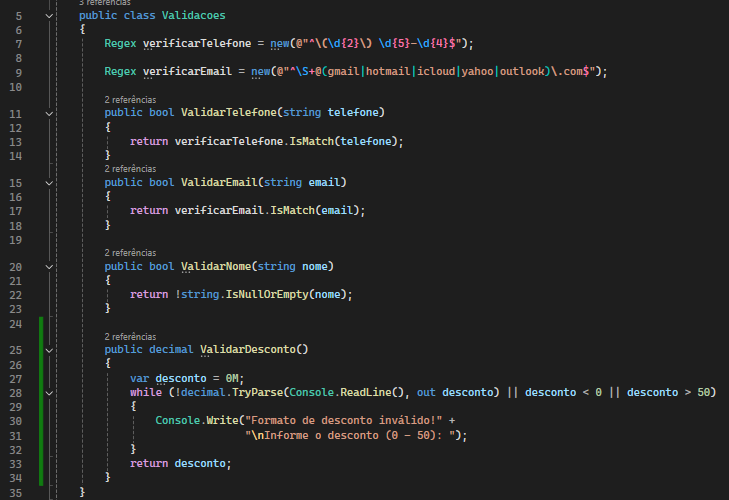 3 referências
5 public class Validacoes
6 {
7 Regex verificarTelefone = new(@"^\(\d{2}\) \d{5}-\d{4}$");
8
9 Regex verificarEmail = new(@"^\S+@(gmail|hotmail|icloud|yahoo|outlook)\.com$");
10
2 referências
11 public bool ValidarTelefone(string telefone)
12 {
13 return verificarTelefone.IsMatch(telefone);
14 }
2 referências
15 public bool ValidarEmail(string email)
16 {
17 return verificarEmail.IsMatch(email);
18 }
19
2 referências
20 public bool ValidarNome(string nome)
21 {
22 return !string.IsNullOrEmpty(nome);
23 }
24
2 referências
25 public decimal ValidarDesconto()
26 {
27 var desconto = 0M;
28 while (!decimal.TryParse(Console.ReadLine(), out desconto) || desconto < 0 || desconto > 50)
29 {
30 Console.Write("Formato de desconto inválido!" +
31 "\nInforme o desconto (0 - 50): ");
32 }
33 return desconto;
34 }
35 }